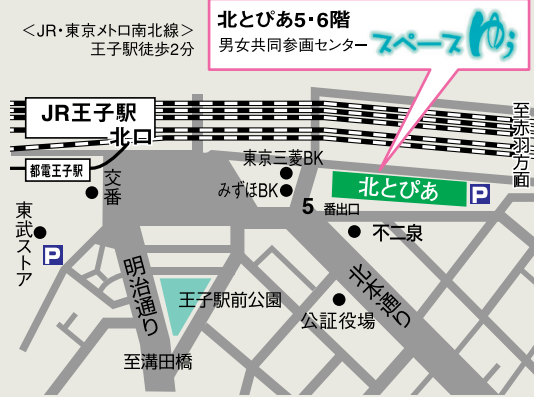 ＜JR・東京メトロ南北線＞
王子駅徒歩2分
北とぴあ5・6階
男女共同参画センター スペースゆう
JR王子駅
北口
都電王子駅
交番
東武ストア
P
東京三菱BK
みずほBK
5 番出口
北とぴあ
P
至赤羽方面
不二泉
北本通り
公証役場
明治通り
王子駅前公園
至溝田橋